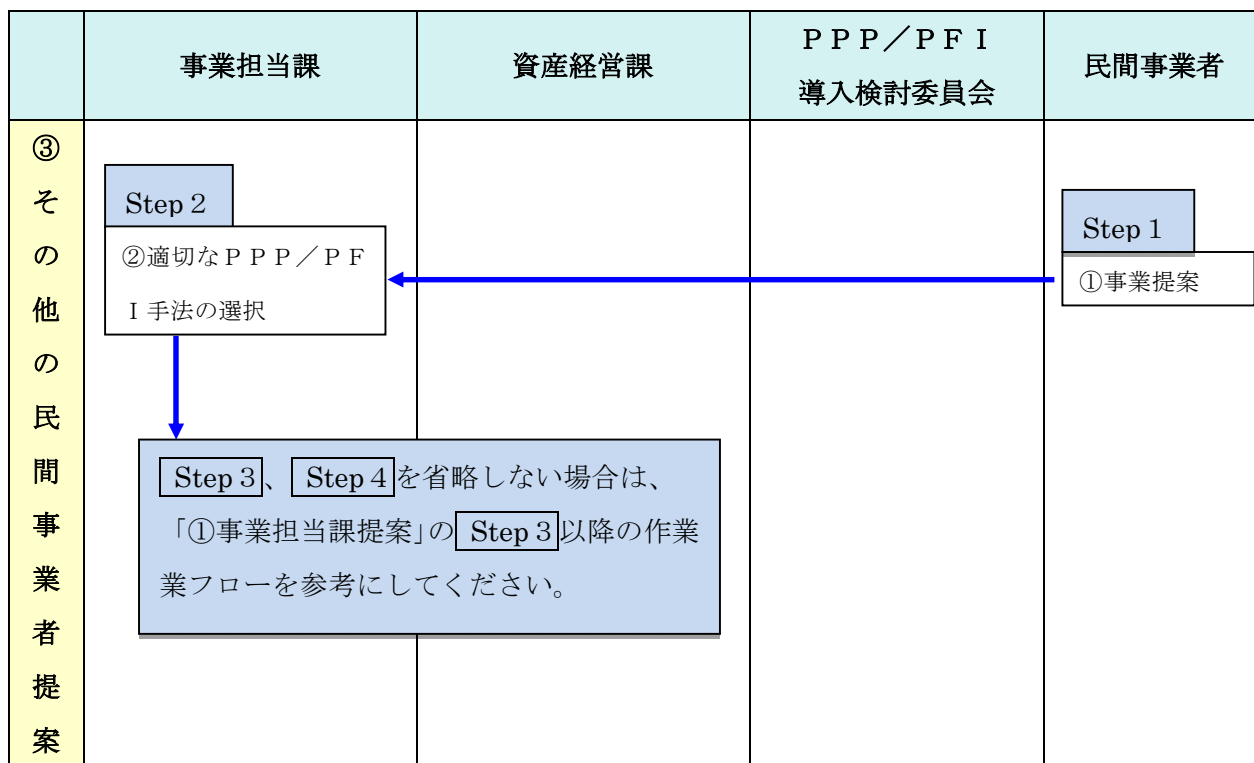 事業担当課
資産経営課
ＰＰＰ／ＰＦＩ
導入検討委員会
民間事業者
③その他の民間事業者提案
Step２
②適切なＰＰＰ／ＰＦ
Ｉ手法の選択
Step１
①事業提案
Step３、Step４を省略しない場合は、
「①事業担当課提案」のStep３以降の作業
業フローを参考にしてください。